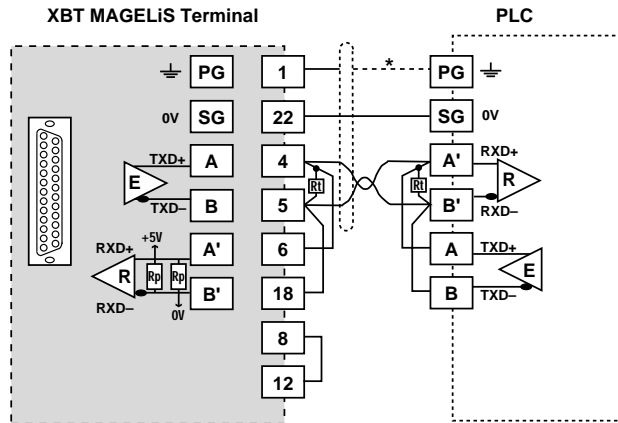 XBT MAGELiS Terminal PLC
PG 1 * PG
0V SG 22 SG 0V
TXD+ A 4 A' RXD+
E Rt Rt R
TXD– B 5 B' RXD–
+5V
RXD+ A' 6 A TXD+
R Rp Rp E
RXD– B' 18 B TXD–
0V
8
12